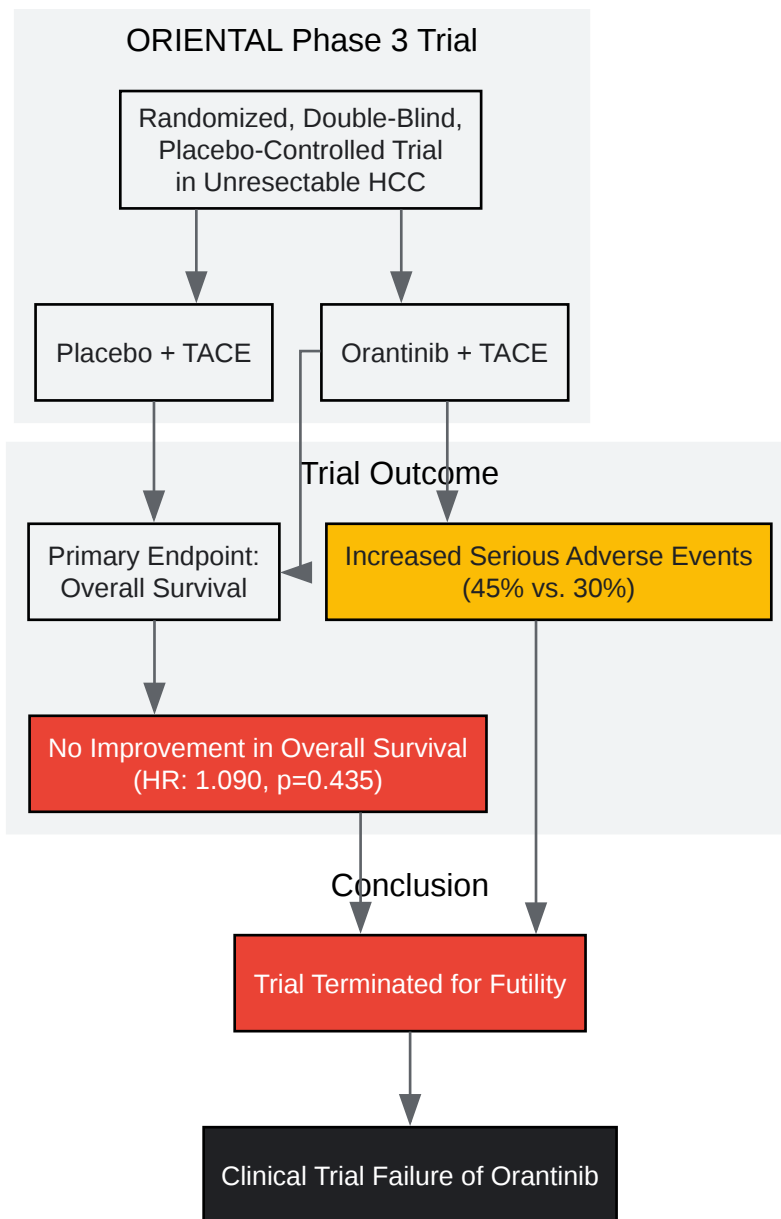 ORIENTAL Phase 3 Trial
Randomized, Double-Blind,
Placebo-Controlled Trial
in Unresectable HCC
Placebo + TACE
Orantinib + TACE
Trial Outcome
Primary Endpoint:
Overall Survival
Increased Serious Adverse Events
(45% vs. 30%)
No Improvement in Overall Survival
(HR: 1.090, p=0.435)
Conclusion
Trial Terminated for Futility
Clinical Trial Failure of Orantinib